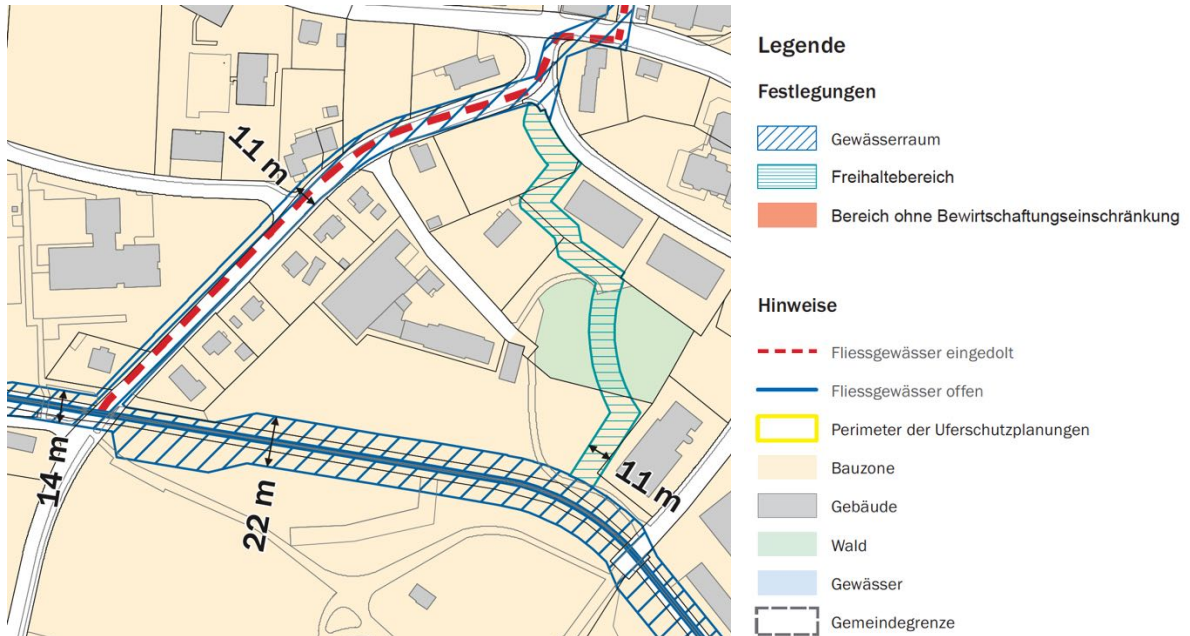 11 m
14 m
22 m
11 m
Legende
Festlegungen
Gewässerraum
Freihaltebereich
Bereich ohne Bewirtschaftungseinschränkung
Hinweise
Fliessgewässer eingedolt
Fliessgewässer offen
Perimeter der Uferschutzplanungen
Bauzone
Gebäude
Wald
Gewässer
Gemeindegrenze